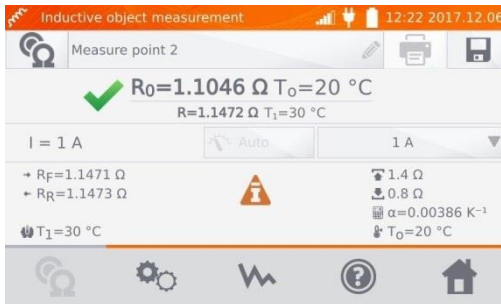 Inductive object measurement 12:22 2017.12.06
Measure point 2
R₀=1.1046 Ω T₀=20 °C
R=1.1472 Ω T₁=30 °C
I = 1 A Auto 1 A
R_F=1.1471 Ω 1.4 Ω
R_R=1.1473 Ω 0.8 Ω
α=0.00386 K⁻¹
T₁=30 °C T₀=20 °C